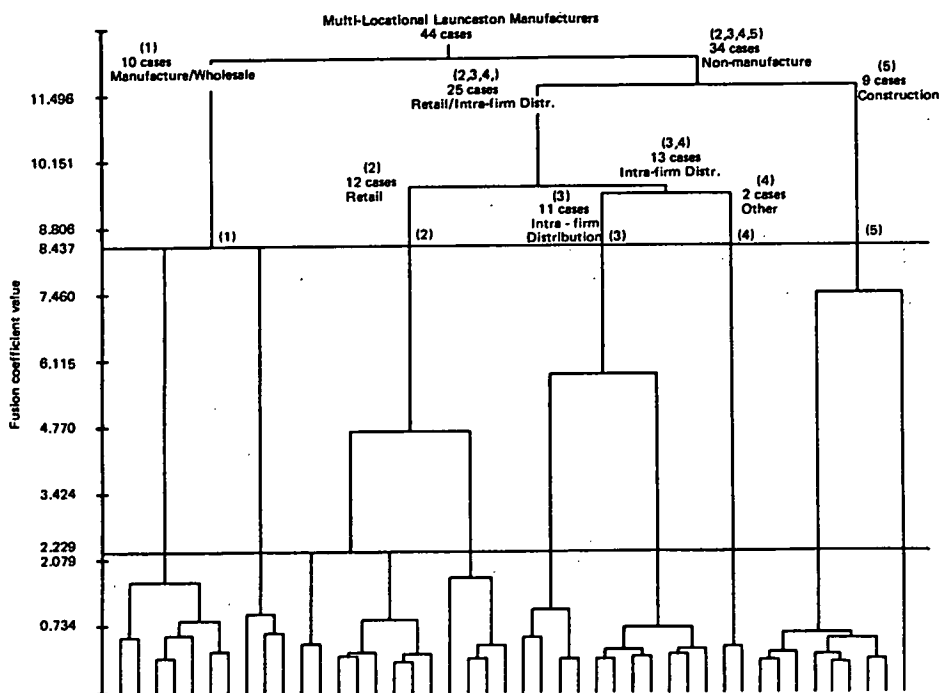 Multi-Locational Launceston Manufacturers
44 cases
(1)
10 cases
Manufacture/Wholesale
(2,3,4,5)
34 cases
Non-manufacture
(2,3,4,)
25 cases
Retail/Intra-firm Distr.
(5)
9 cases
Construction
(3,4)
13 cases
Intra-firm Distr.
(2)
12 cases
Retail
(3)
11 cases
Intra - firm
Distribution
(4)
2 cases
Other
(1)
(2)
(3)
(4)
(5)
Fusion coefficient value
11.496
10.151
8.806
8.437
7.460
6.115
4.770
3.424
2.229
2.079
0.734